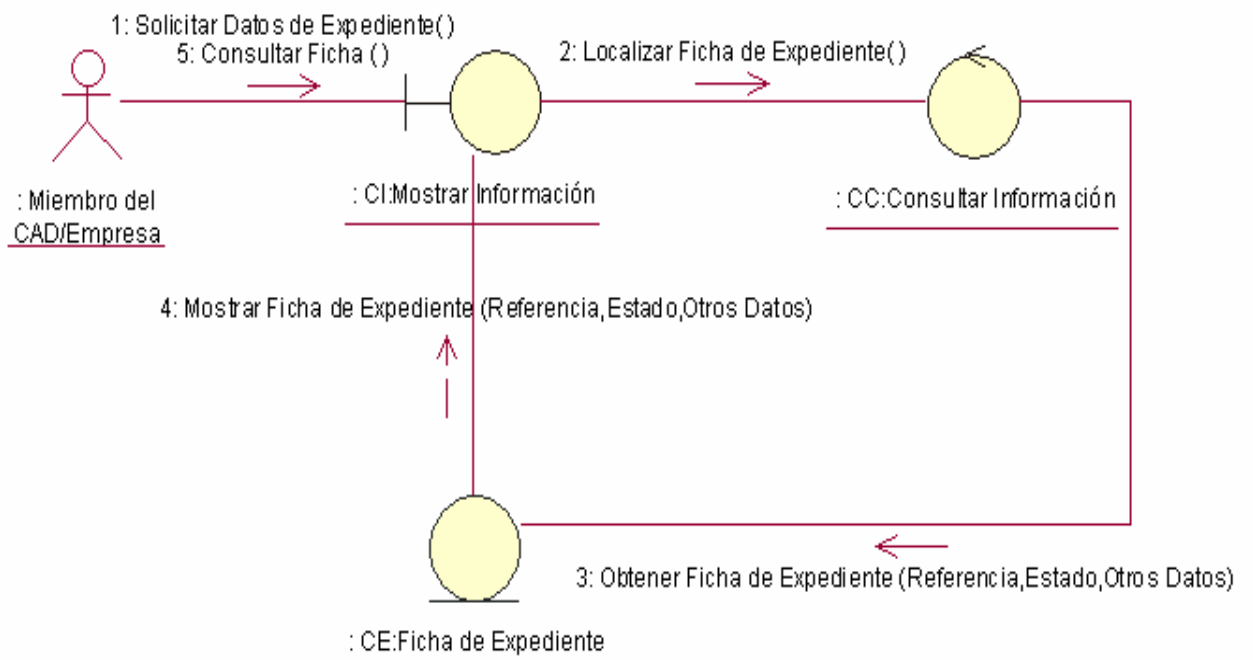 1: Solicitar Datos de Expediente()
5: Consultar Ficha ()
2: Localizar Ficha de Expediente()
: Miembro del
CAD/Empresa
: CI:Mostrar Información
: CC:Consultar Información
4: Mostrar Ficha de Expediente (Referencia,Estado,Otros Datos)
3: Obtener Ficha de Expediente (Referencia,Estado,Otros Datos)
: CE:Ficha de Expediente